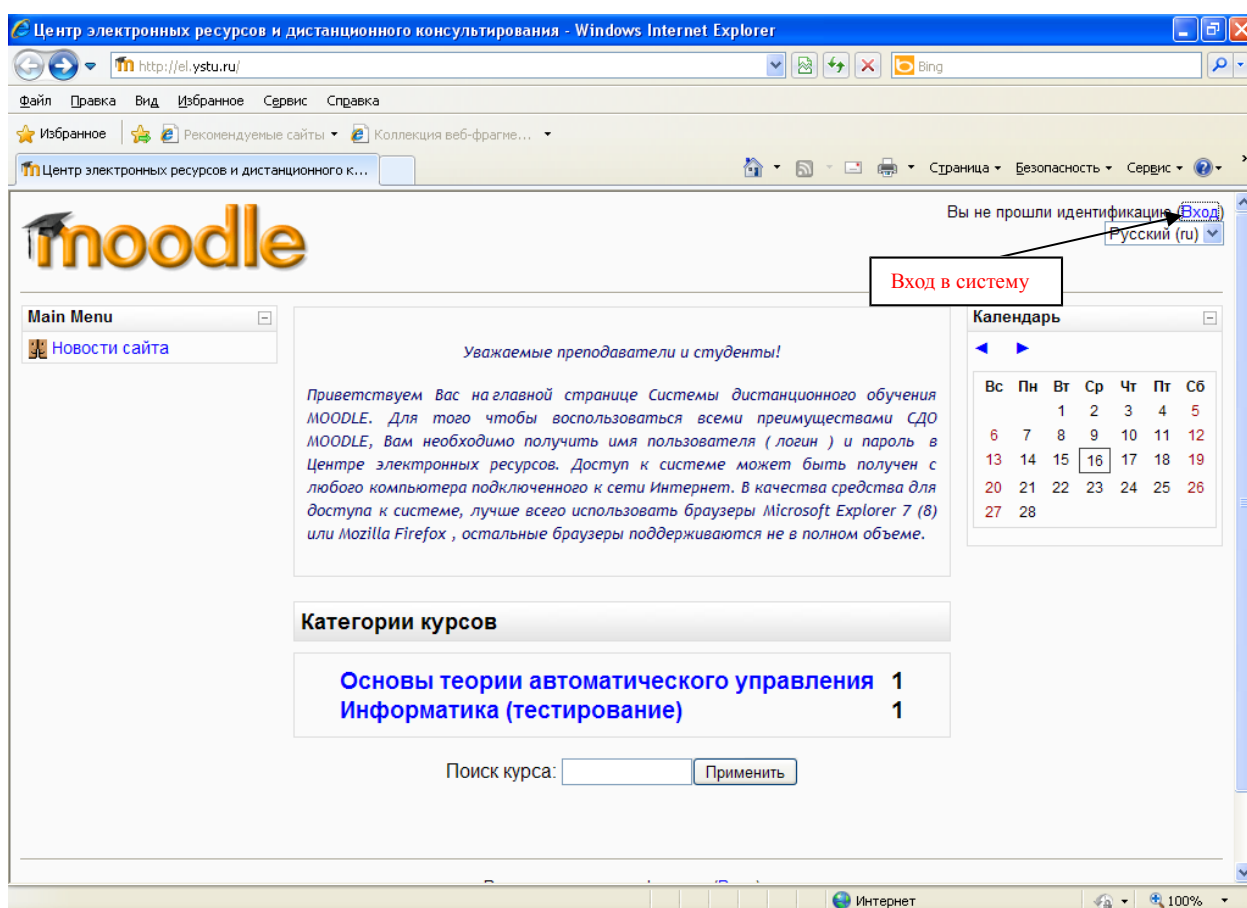 Центр электронных ресурсов и дистанционного консультирования - Windows Internet Explorer
http://el.ystu.ru/
Bing
Файл Правка Вид Избранное Сервис Справка
Избранное Рекомендуемые сайты Коллекция веб-фрагме...
Центр электронных ресурсов и дистанционного к...
Страница Безопасность Сервис
moodle
Вы не прошли идентификацию (Вход)
Русский (ru)
Вход в систему
Main Menu
Новости сайта
Уважаемые преподаватели и студенты!
Приветствуем Вас на главной странице Системы дистанционного обучения
MOODLE. Для того чтобы воспользоваться всеми преимуществами СДО
MOODLE, Вам необходимо получить имя пользователя ( логин ) и пароль в
Центре электронных ресурсов. Доступ к системе может быть получен с
любого компьютера подключенного к сети Интернет. В качества средства для
доступа к системе, лучше всего использовать браузеры Microsoft Explorer 7 (8)
или Mozilla Firefox , остальные браузеры поддерживаются не в полном объеме.
Календарь
Вс Пн Вт Ср Чт Пт Сб
1 2 3 4 5
6 7 8 9 10 11 12
13 14 15 16 17 18 19
20 21 22 23 24 25 26
27 28
Категории курсов
Основы теории автоматического управления 1
Информатика (тестирование) 1
Поиск курса:
Применить
Интернет
100%